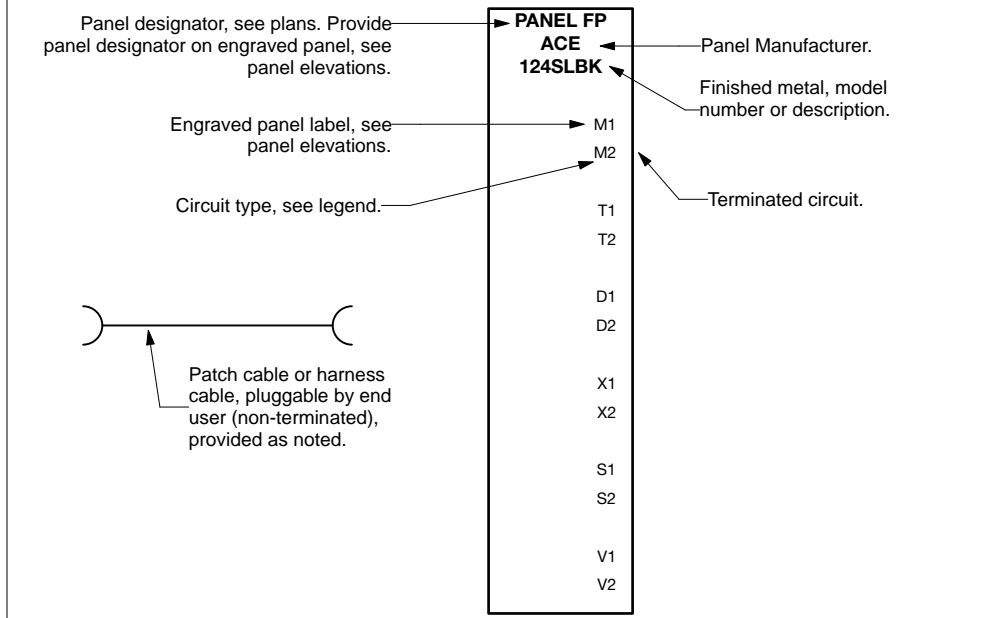 Panel designator, see plans. Provide
panel designator on engraved panel, see
panel elevations.
PANEL FP
ACE
124SLBK
Panel Manufacturer.
Finished metal, model
number or description.
Engraved panel label, see
panel elevations.
M1
M2
Circuit type, see legend.
Terminated circuit.
T1
T2
D1
D2
Patch cable or harness
cable, pluggable by end
user (non-terminated),
provided as noted.
X1
X2
S1
S2
V1
V2